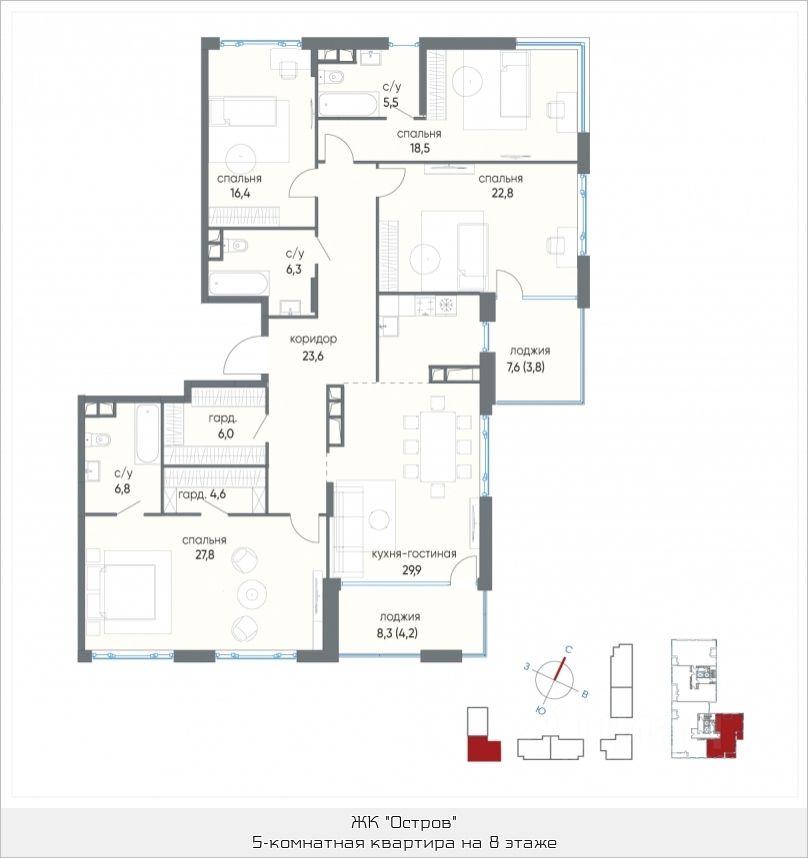 с/у
5,5
спальня
18,5
спальня
16,4
спальня
22,8
с/у
6,3
коридор
23,6
лоджия
7,6 (3,8)
гард.
6,0
с/у
6,8
гард. 4,6
спальня
27,8
кухня-гостиная
29,9
лоджия
8,3 (4,2)
С
З
В
Ю
ЖК "Остров"
5-комнатная квартира на 8 этаже